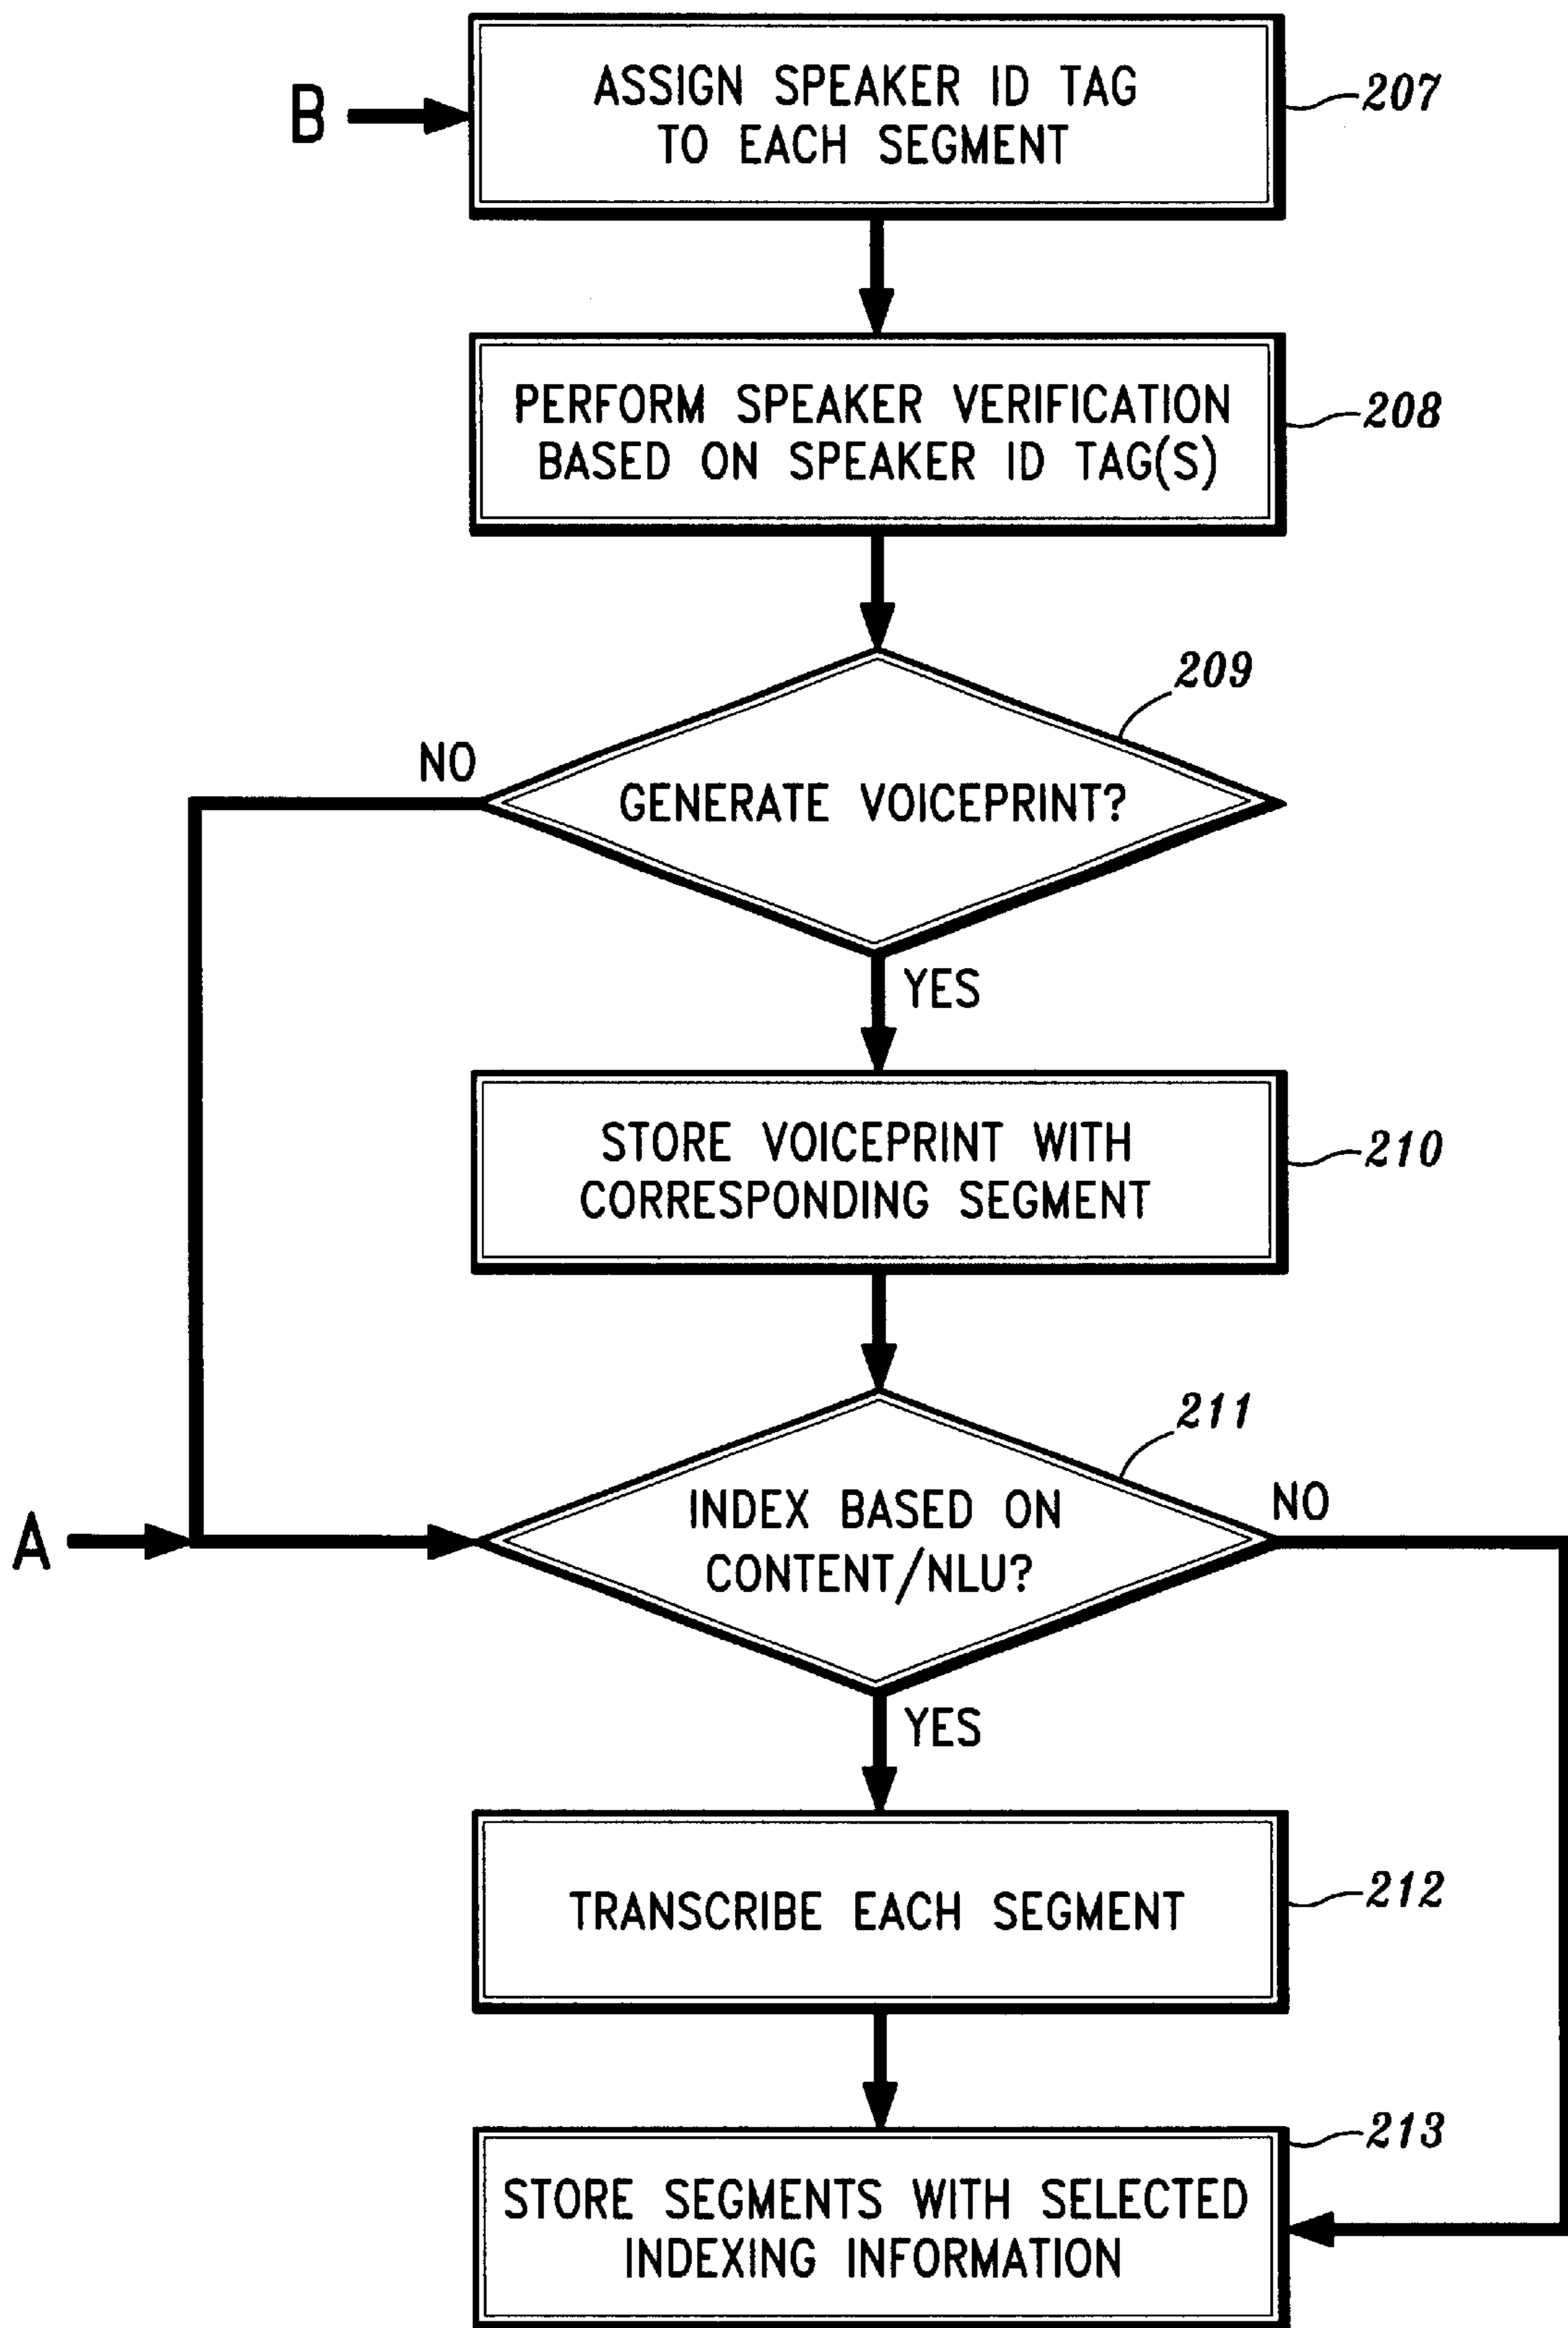 B
ASSIGN SPEAKER ID TAG
TO EACH SEGMENT
207
PERFORM SPEAKER VERIFICATION
BASED ON SPEAKER ID TAG(S)
208
209
NO
GENERATE VOICEPRINT?
YES
STORE VOICEPRINT WITH
CORRESPONDING SEGMENT
210
211
A
INDEX BASED ON
CONTENT/NLU?
NO
YES
TRANSCRIBE EACH SEGMENT
212
213
STORE SEGMENTS WITH SELECTED
INDEXING INFORMATION